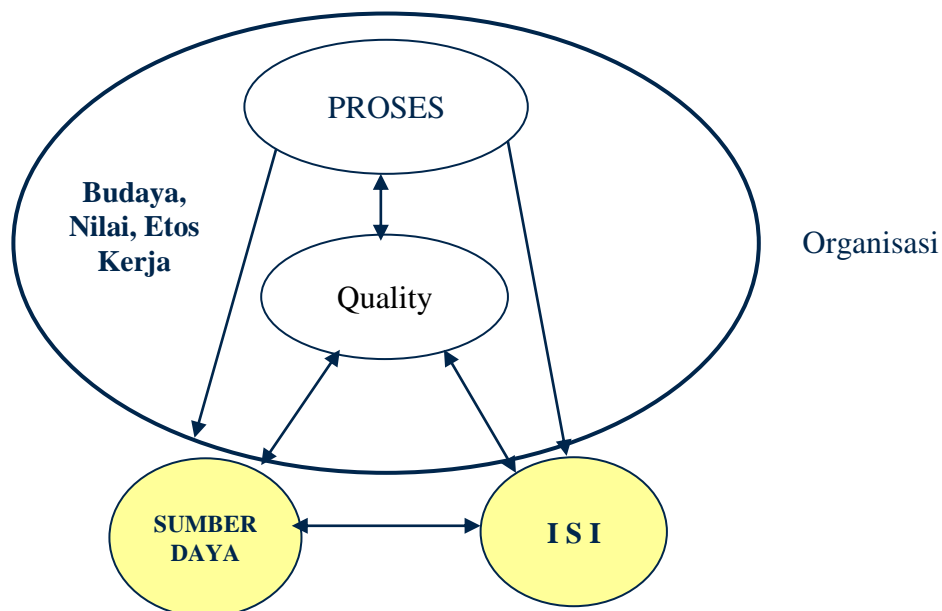 PROSES
Budaya,
Nilai, Etos
Kerja
Organisasi
Quality
SUMBER
DAYA
I S I